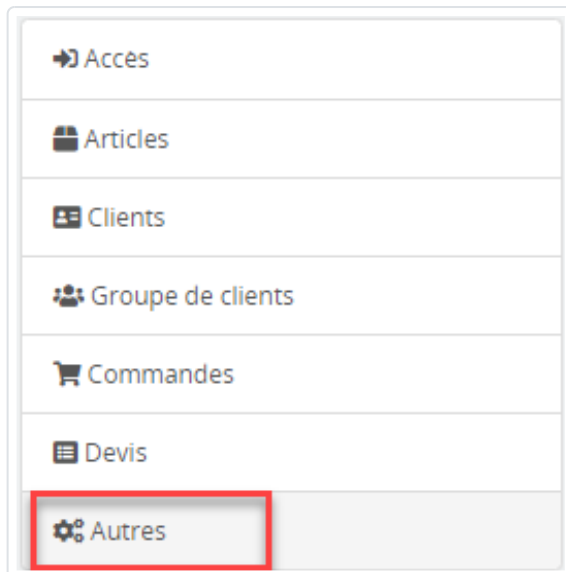 Accès
Articles
Clients
Groupe de clients
Commandes
Devis
Autres